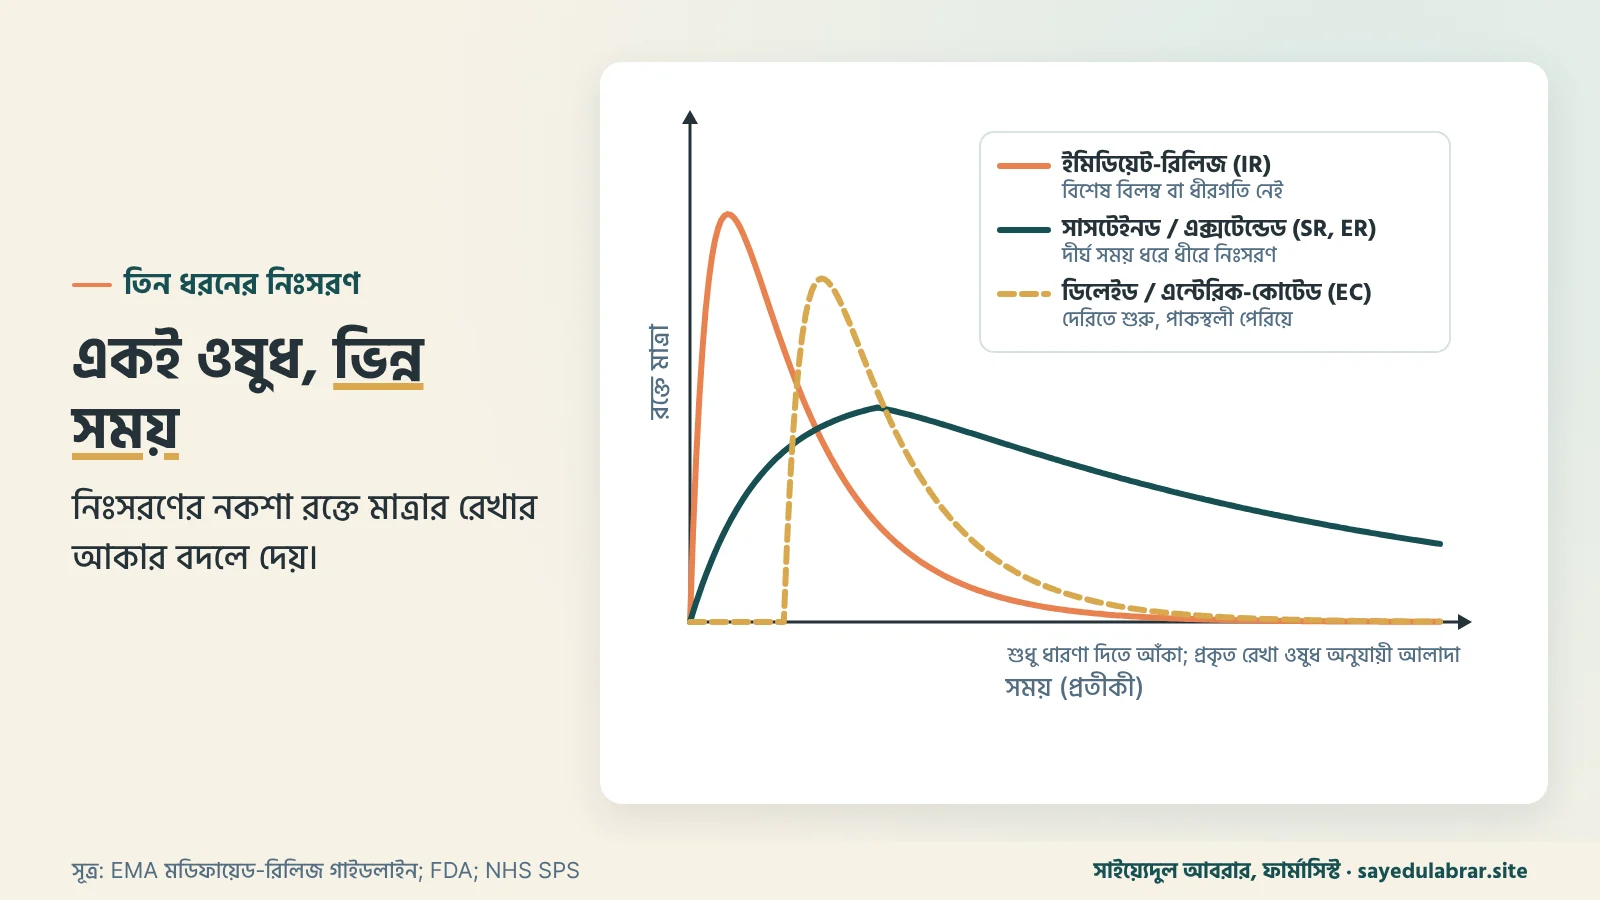 তিন ধরনের নিঃসরণ
একই ওষুধ, ভিন্ন
সময়
নিঃসরণের নকশা রক্তে মাত্রার রেখার
আকার বদলে দেয়।
রক্তে মাত্রা
ইমিডিয়েট-রিলিজ (IR)
বিশেষ বিলম্ব বা ধীরগতি নেই
সাসটেইনড / এক্সটেন্ডেড (SR, ER)
দীর্ঘ সময় ধরে ধীরে নিঃসরণ
ডিলেইড / এন্টেরিক-কোটেড (EC)
দেরিতে শুরু, পাকস্থলী পেরিয়ে
শুধু ধারণা দিতে আঁকা; প্রকৃত রেখা ওষুধ অনুযায়ী আলাদা
সময় (প্রতীকী)
সূত্র: EMA মডিফায়েড-রিলিজ গাইডলাইন; FDA; NHS SPS
সাইয়্যেদুল আবরার, ফার্মাসিস্ট · sayedulabrar.site